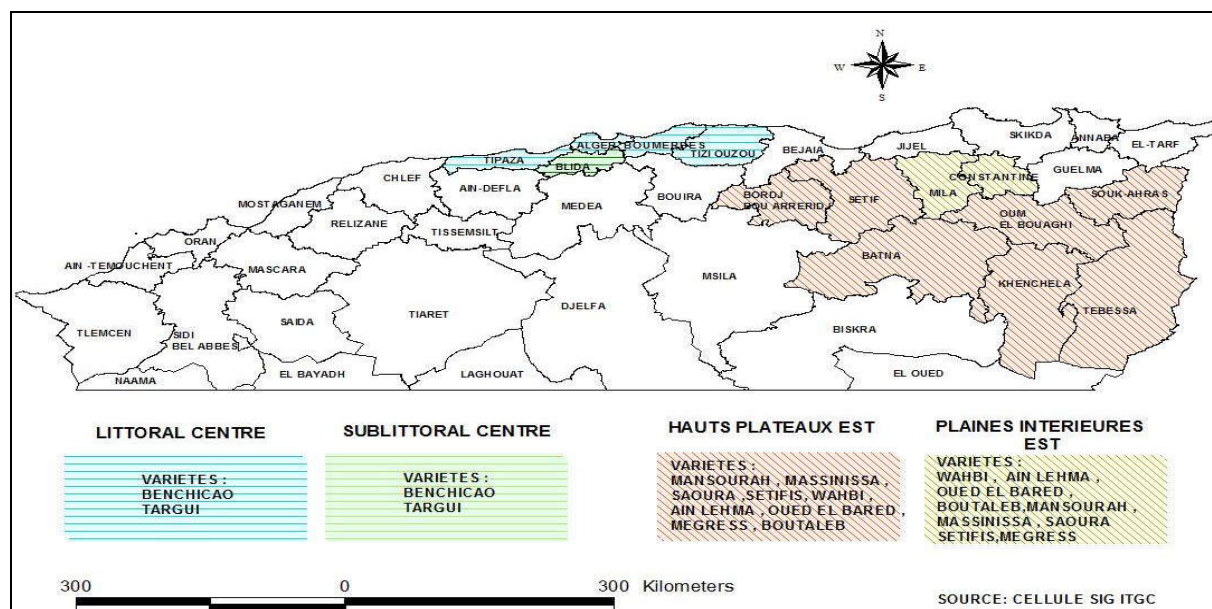 N
W E
S
SKIKDA
ANNABA
EL-TARF
JIJEL
BEJAIA
ALGER BOUMERDES
TIZI OUZOU
TIPAZA
BLIDA
CONSTANTINE
GUELMA
CHLEF
AIN-DEFLA
MILA
SOUK-AHRAS
MOSTAGANEM
MEDEA
BOUIRA
BORDJ
BOU ARRERIDJ
SETIF
OUM
EL BOUAGHI
RELIZANE
TISSEMSILT
ORAN
BATNA
AIN -TEMOUCHENT
MASCARA
MSILA
KHENCHELA
TEBESSA
TIARET
DJELFA
SAIDA
TLEMCEN
SIDI
BEL ABBES
BISKRA
NAAMA
EL BAYADH
LAGHOUAT
EL OUED
LITTORAL CENTRE
VARIETES :
BENCHICAO
TARGUI
SUBLITTORAL CENTRE
VARIETES :
BENCHICAO
TARGUI
HAUTS PLATEAUX EST
VARIETES :
MANSOURAH , MASSINISSA ,
SAOURA ,SETIFIS, WAHBI ,
AIN LEHMA , OUED EL BARED ,
MEGRESS , BOUTALEB
PLAINES INTERIEURES
EST
VARIETES :
WAHBI , AIN LEHMA ,
OUED EL BARED ,
BOUTALEB,MANSOURAH ,
MASSINISSA , SAOURA
SETIFIS,MEGRESS
300 0 300 Kilometers
SOURCE: CELLULE SIG ITGC